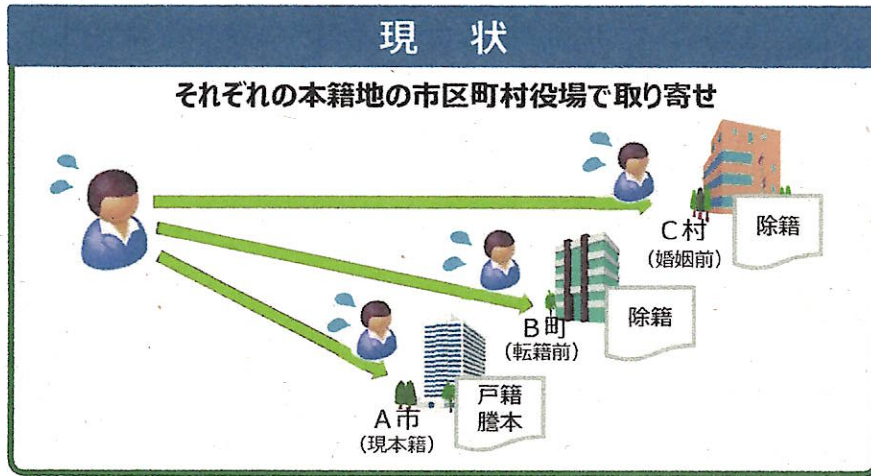 現 状
それぞれの本籍地の市区町村役場で取り寄せ
C村
(婚姻前)
除籍
B町
(転籍前)
除籍
A市
(現本籍)
戸籍
謄本